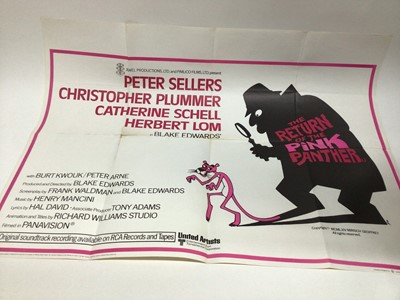 PRODUCTIONS LTD. and PIMLICO FILMS LTD. present
PETER SELLERS
CHRISTOPHER PLUMMER
CATHERINE SCHELL
HERBERT LOM
in BLAKE EDWARDS'
THE
RETURN
OF THE
PINK
PANTHER
with BURT KWOUK/PETER ARNE
Produced and Directed by BLAKE EDWARDS
Screenplay by FRANK WALDMAN and BLAKE EDWARDS
Music by HENRY MANCINI
Lyrics by HAL DAVID Associate Producer TONY ADAMS
Animation and Titles by RICHARD WILLIAMS STUDIO
Filmed in PANAVISION
Original soundtrack recording available on RCA Records and Tapes
United Artists
All rights reserved.